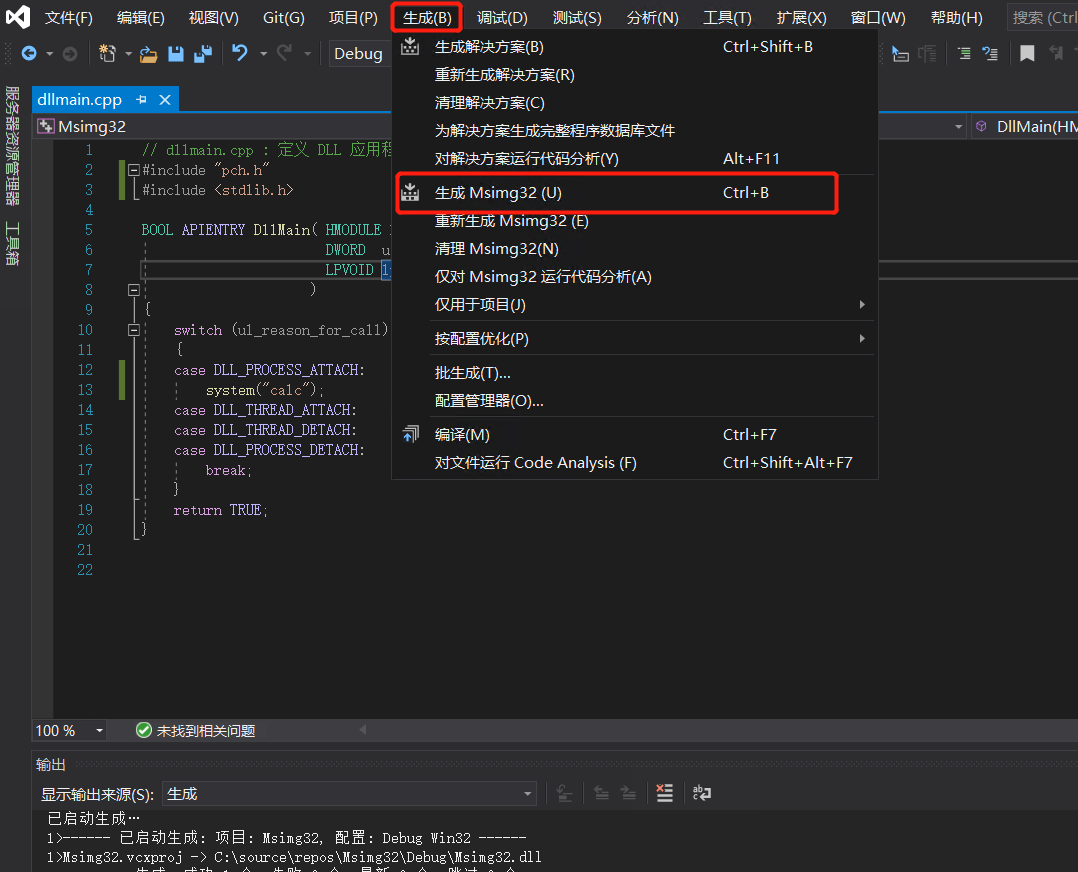 文件(F) 编辑(E) 视图(V) Git(G) 项目(P) 生成(B) 调试(D) 测试(S) 分析(N) 工具(T) 扩展(X) 窗口(W) 帮助(H) 搜索 (Ctrl
Debug
生成解决方案(B) Ctrl+Shift+B
重新生成解决方案(R)
清理解决方案(C)
为解决方案生成完整程序数据库文件
对解决方案运行代码分析(Y) Alt+F11
生成 Msimg32 (U) Ctrl+B
重新生成 Msimg32 (E)
清理 Msimg32(N)
仅对 Msimg32 运行代码分析(A)
仅用于项目(J)
按配置优化(P)
批生成(T)...
配置管理器(O)...
编译(M) Ctrl+F7
对文件运行 Code Analysis (F) Ctrl+Shift+Alt+F7
服务器资源管理器
工具箱
dllmain.cpp
Msimg32 DllMain(HM
1 // dllmain.cpp : 定义 DLL 应用程
2 #include "pch.h"
3 #include <stdlib.h>
4
5 BOOL APIENTRY DllMain( HMODULE
6 DWORD u
7 LPVOID l
8 )
9 {
10 switch (ul_reason_for_call)
11 {
12 case DLL_PROCESS_ATTACH:
13 system("calc");
14 case DLL_THREAD_ATTACH:
15 case DLL_THREAD_DETACH:
16 case DLL_PROCESS_DETACH:
17 break;
18 }
19 return TRUE;
20 }
21
22
100 % 未找到相关问题
输出
显示输出来源(S): 生成
已启动生成…
1>------ 已启动生成: 项目: Msimg32, 配置: Debug Win32 ------
1>Msimg32.vcxproj -> C:\source\repos\Msimg32\Debug\Msimg32.dll